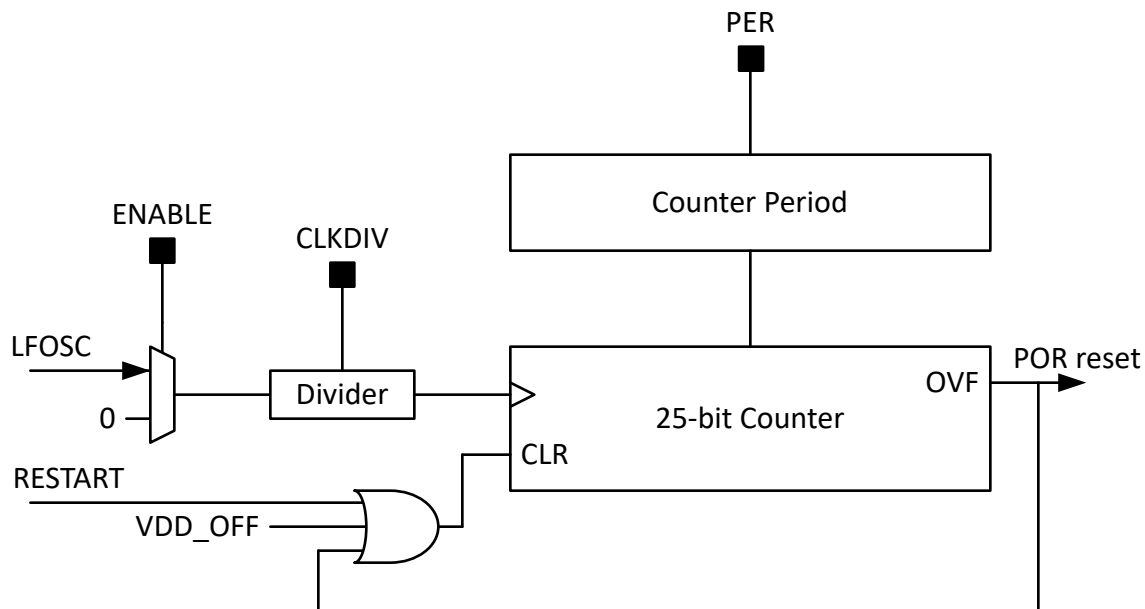 PER
Counter Period
ENABLE
CLKDIV
LFOSC
0
Divider
OVF
POR reset
25-bit Counter
CLR
RESTART
VDD_OFF